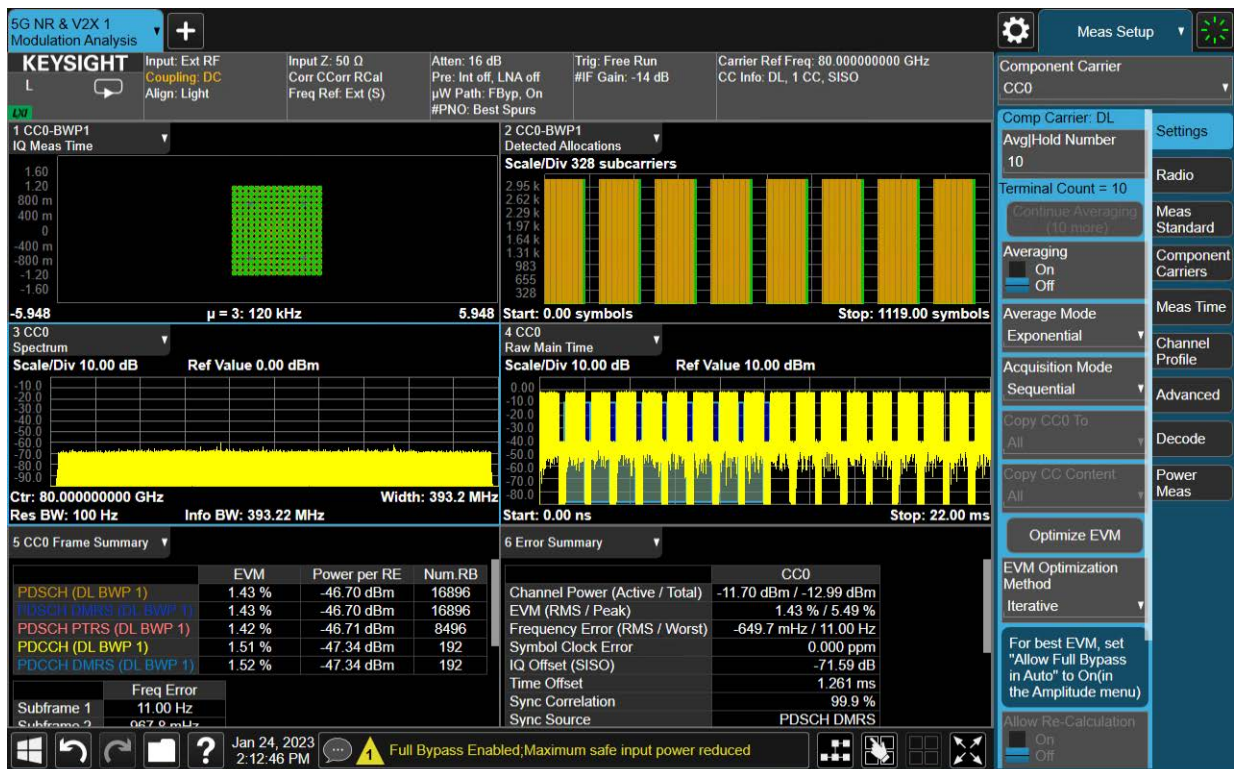 5G NR & V2X 1
Modulation Analysis
Meas Setup
KEYSIGHT
L
LXI
Input: Ext RF
Coupling: DC
Align: Light
Input Z: 50 Ω
Corr CCorr RCal
Freq Ref: Ext (S)
Atten: 16 dB
Pre: Int off, LNA off
µW Path: FByp, On
#PNO: Best Spurs
Trig: Free Run
#IF Gain: -14 dB
Carrier Ref Freq: 80.000000000 GHz
CC Info: DL, 1 CC, SISO
1 CC0-BWP1
IQ Meas Time
1.60
1.20
800 m
400 m
0
-400 m
-800 m
-1.20
-1.60
-5.948 µ = 3: 120 kHz 5.948
2 CC0-BWP1
Detected Allocations
Scale/Div 328 subcarriers
2.95 k
2.62 k
2.29 k
1.97 k
1.64 k
1.31 k
983
655
328
Start: 0.00 symbols Stop: 1119.00 symbols
3 CC0
Spectrum
Scale/Div 10.00 dB Ref Value 0.00 dBm
-10.0
-20.0
-30.0
-40.0
-50.0
-60.0
-70.0
-80.0
-90.0
Ctr: 80.000000000 GHz Width: 393.2 MHz
Res BW: 100 Hz Info BW: 393.22 MHz
4 CC0
Raw Main Time
Scale/Div 10.00 dB Ref Value 10.00 dBm
0.00
-10.0
-20.0
-30.0
-40.0
-50.0
-60.0
-70.0
-80.0
Start: 0.00 ns Stop: 22.00 ms
5 CC0 Frame Summary
EVM Power per RE Num.RB
PDSCH (DL BWP 1) 1.43 % -46.70 dBm 16896
PDSCH DMRS (DL BWP 1) 1.43 % -46.70 dBm 16896
PDSCH PTRS (DL BWP 1) 1.42 % -46.71 dBm 8496
PDCCH (DL BWP 1) 1.51 % -47.34 dBm 192
PDCCH DMRS (DL BWP 1) 1.52 % -47.34 dBm 192
Freq Error
Subframe 1 11.00 Hz
Subframe 2 967.8 mHz
6 Error Summary
CC0
Channel Power (Active / Total) -11.70 dBm / -12.99 dBm
EVM (RMS / Peak) 1.43 % / 5.49 %
Frequency Error (RMS / Worst) -649.7 mHz / 11.00 Hz
Symbol Clock Error 0.000 ppm
IQ Offset (SISO) -71.59 dB
Time Offset 1.261 ms
Sync Correlation 99.9 %
Sync Source PDSCH DMRS
Component Carrier
CC0
Comp Carrier: DL
Avg|Hold Number
10
Terminal Count = 10
Continue Averaging
(10 more)
Averaging
On
Off
Average Mode
Exponential
Acquisition Mode
Sequential
Copy CC0 To
All
Copy CC Content
All
Optimize EVM
EVM Optimization
Method
Iterative
For best EVM, set
"Allow Full Bypass
in Auto" to On(in
the Amplitude menu)
Allow Re-Calculation
On
Off
Settings
Radio
Meas
Standard
Component
Carriers
Meas Time
Channel
Profile
Advanced
Decode
Power
Meas
?
Jan 24, 2023
2:12:46 PM
1
Full Bypass Enabled;Maximum safe input power reduced